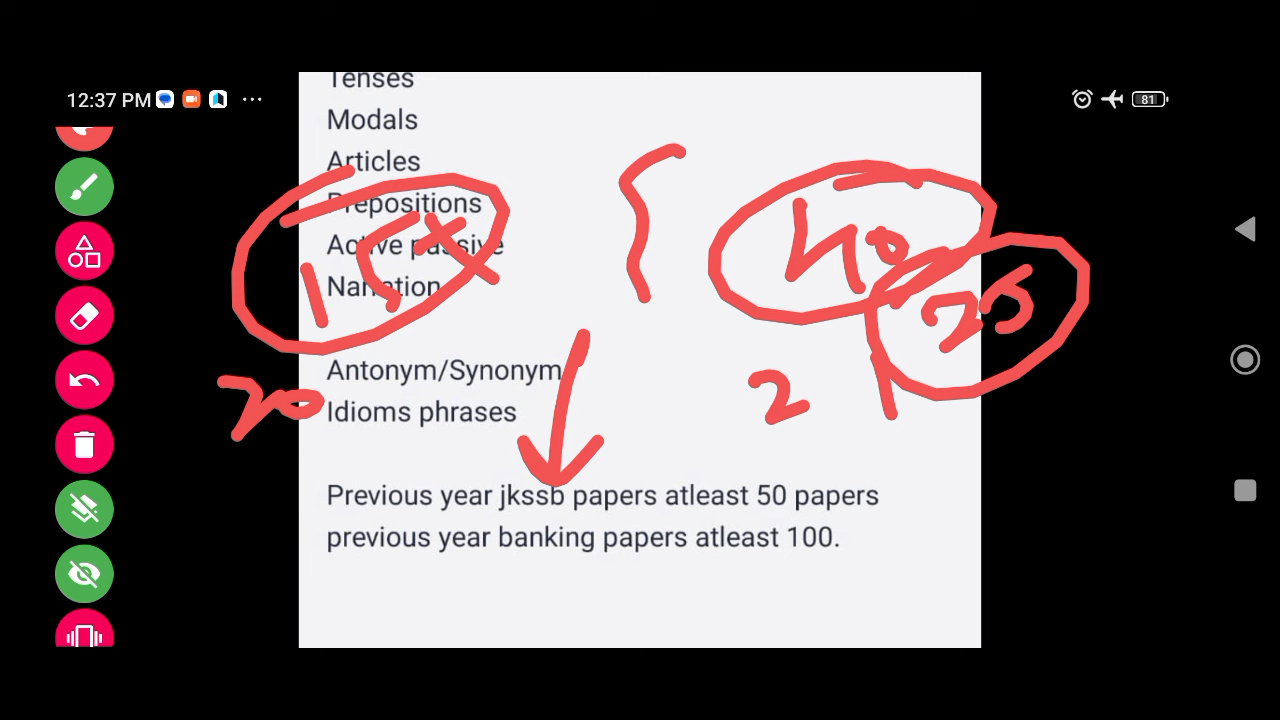 12:37 PM ... 81
Tenses
Modals
Articles
Prepositions
Active passive
Narration
15+ 40 25
Antonym/Synonym
20 2
Idioms phrases
Previous year jkssb papers atleast 50 papers
previous year banking papers atleast 100.